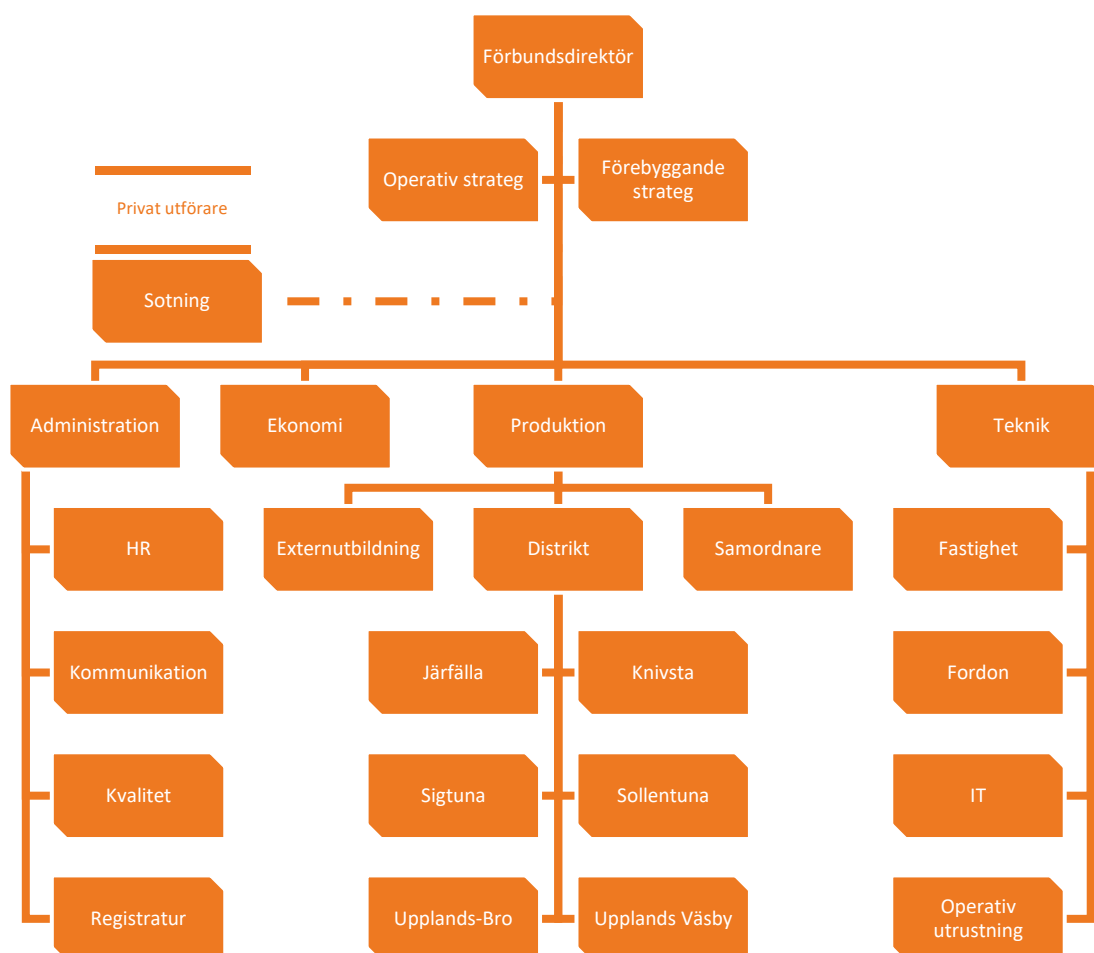 Förbundsdirektör
Operativ strateg
Förebyggande
strateg
Privat utförare
Sotning
Administration
Ekonomi
Produktion
Teknik
HR
Externutbildning
Distrikt
Samordnare
Fastighet
Kommunikation
Järfälla
Knivsta
Fordon
Kvalitet
Sigtuna
Sollentuna
IT
Registratur
Upplands-Bro
Upplands Väsby
Operativ
utrustning